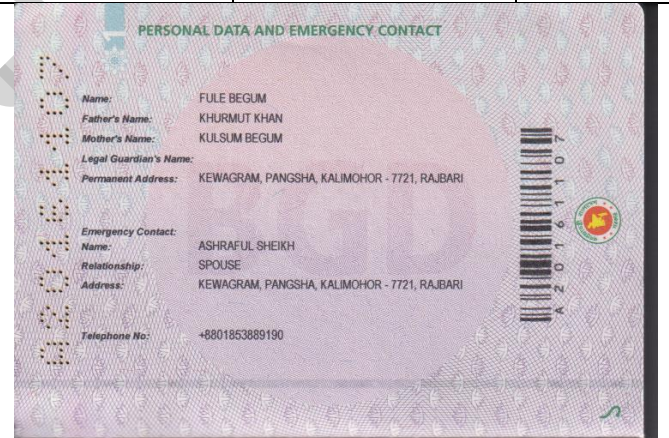 PERSONAL DATA AND EMERGENCY CONTACT
Name: FULE BEGUM
Father's Name: KHURMUT KHAN
Mother's Name: KULSUM BEGUM
Legal Guardian's Name:
Permanent Address: KEWAGRAM, PANGSHA, KALIMOHOR - 7721, RAJBARI
Emergency Contact:
Name: ASHRAFUL SHEIKH
Relationship: SPOUSE
Address: KEWAGRAM, PANGSHA, KALIMOHOR - 7721, RAJBARI
Telephone No: +8801853889190
BGD
A20161107
A20161107